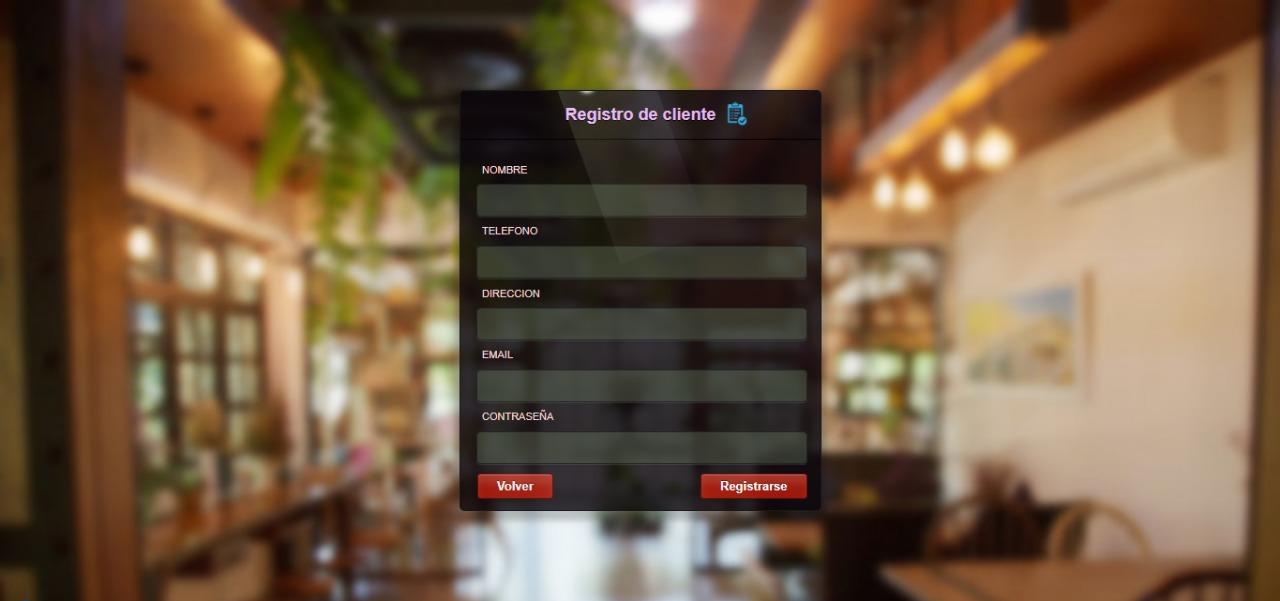 Registro de cliente
NOMBRE
TELEFONO
DIRECCION
EMAIL
CONTRASEÑA
Volver
Registrarse